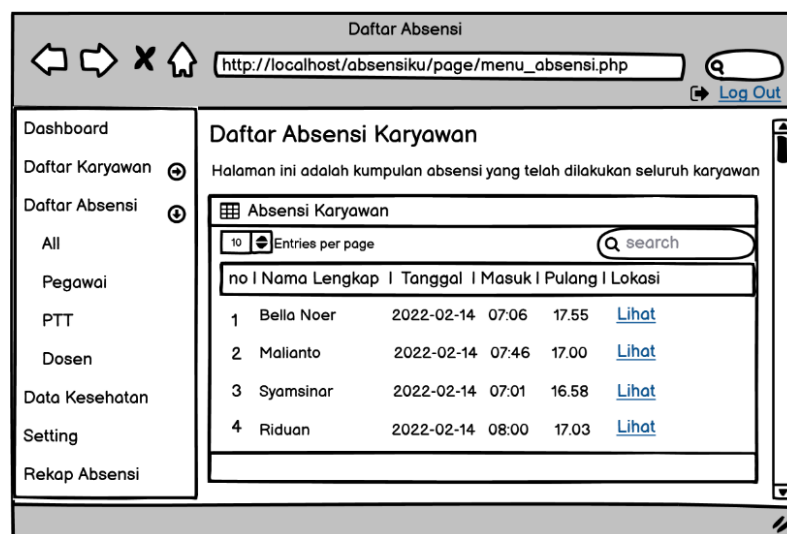 Daftar Absensi
http://localhost/absensiku/page/menu_absensi.php
Log Out
Dashboard
Daftar Karyawan
Daftar Absensi
All
Pegawai
PTT
Dosen
Data Kesehatan
Setting
Rekap Absensi
Daftar Absensi Karyawan
Halaman ini adalah kumpulan absensi yang telah dilakukan seluruh karyawan
Absensi Karyawan
10 Entries per page search
no | Nama Lengkap | Tanggal | Masuk | Pulang | Lokasi
1 Bella Noer 2022-02-14 07:06 17.55 Lihat
2 Malianto 2022-02-14 07:46 17.00 Lihat
3 Syamsinar 2022-02-14 07:01 16.58 Lihat
4 Riduan 2022-02-14 08:00 17.03 Lihat